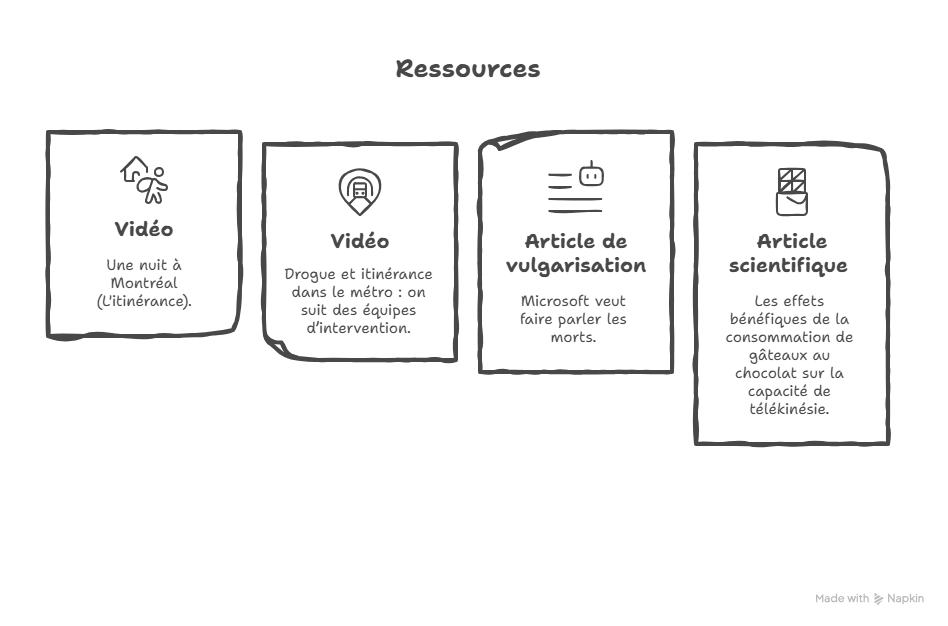 Ressources
Vidéo
Une nuit à
Montréal
(L'itinérance).
Vidéo
Drogue et itinérance
dans le métro : on
suit des équipes
d'intervention.
Article de
vulgarisation
Microsoft veut
faire parler les
morts.
Article
scientifique
Les effets
bénéfiques de la
consommation de
gâteaux au
chocolat sur la
capacité de
télékinésie.
Made with Napkin